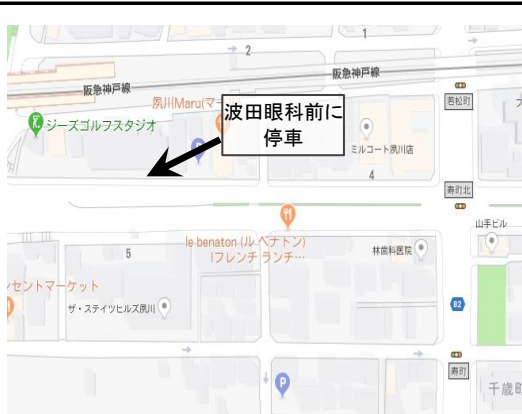 1
2
阪急神戸線
阪急神戸線
夙川Maru(マー
波田眼科前に
停車
若松町
ジーズゴルフスタジオ
P
ミルコート夙川店
4
寿町北
山手ビル
le benaton (ル ベナトン)
フレンチ ランチ…
5
林歯科医院
セントマーケット
ザ・ステイツヒルズ夙川
82
寿町
P
千歳町